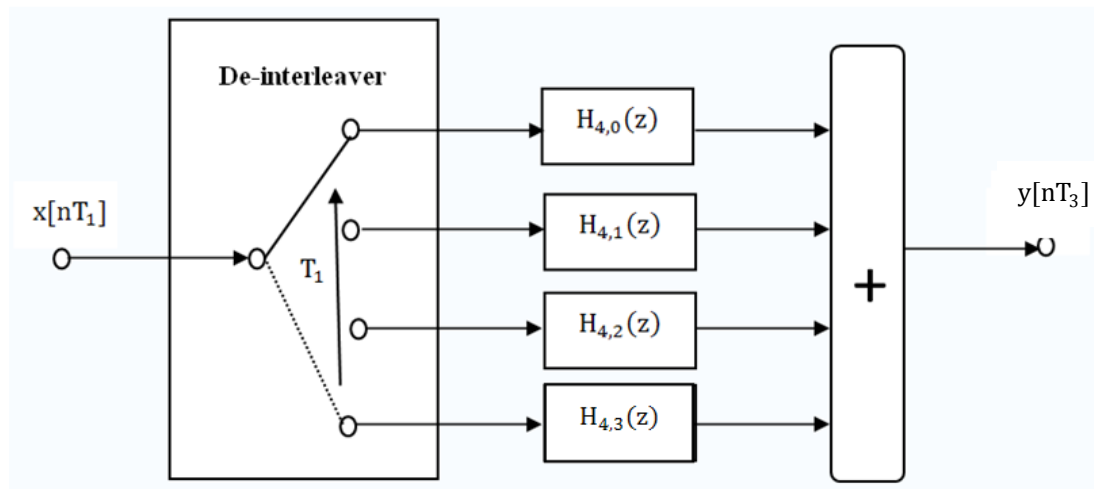 De-interleaver
H₄,₀(z)
x[nT₁]
H₄,₁(z)
y[nT₃]
T₁
+
H₄,₂(z)
H₄,₃(z)